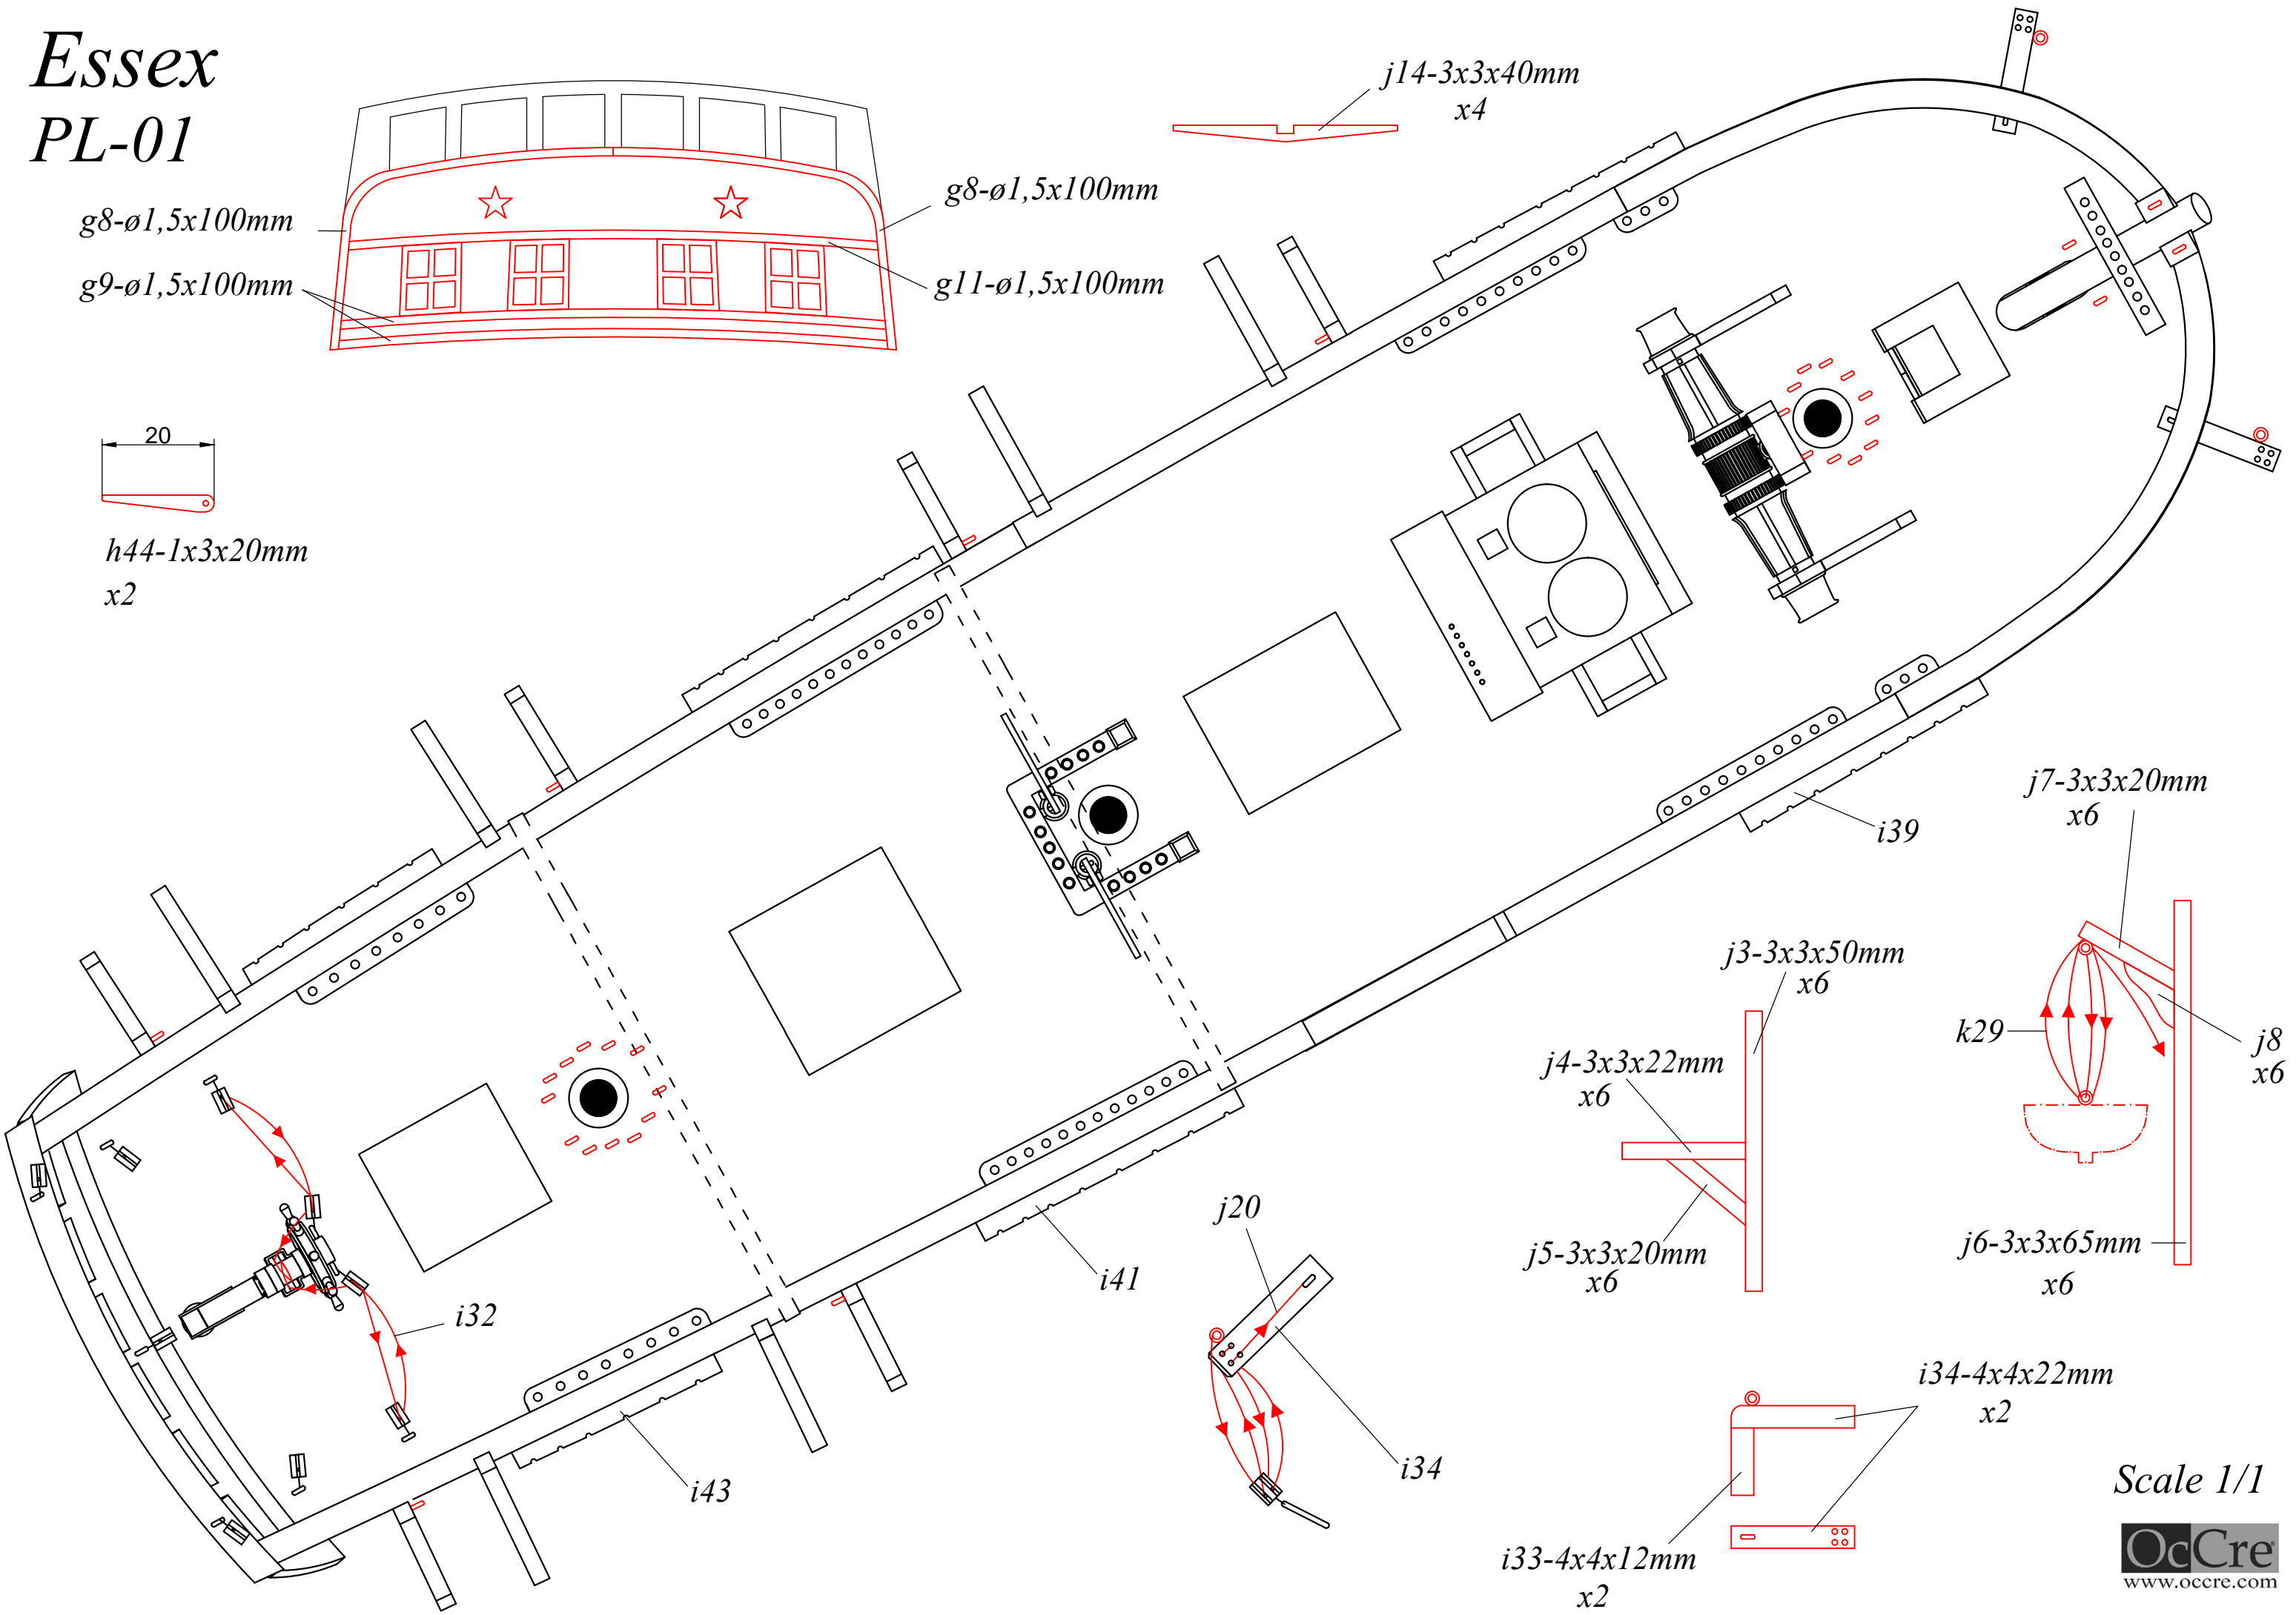 Essex
PL-01
j14-3x3x40mm
x4
g8-ø1,5x100mm
g8-ø1,5x100mm
g9-ø1,5x100mm
g11-ø1,5x100mm
20
h44-1x3x20mm
x2
i39
j7-3x3x20mm
x6
j3-3x3x50mm
x6
k29
j8
x6
j4-3x3x22mm
x6
j5-3x3x20mm
x6
j6-3x3x65mm
x6
j20
i41
i32
i43
i34
i34-4x4x22mm
x2
i33-4x4x12mm
x2
Scale 1/1
OcCre
www.occre.com